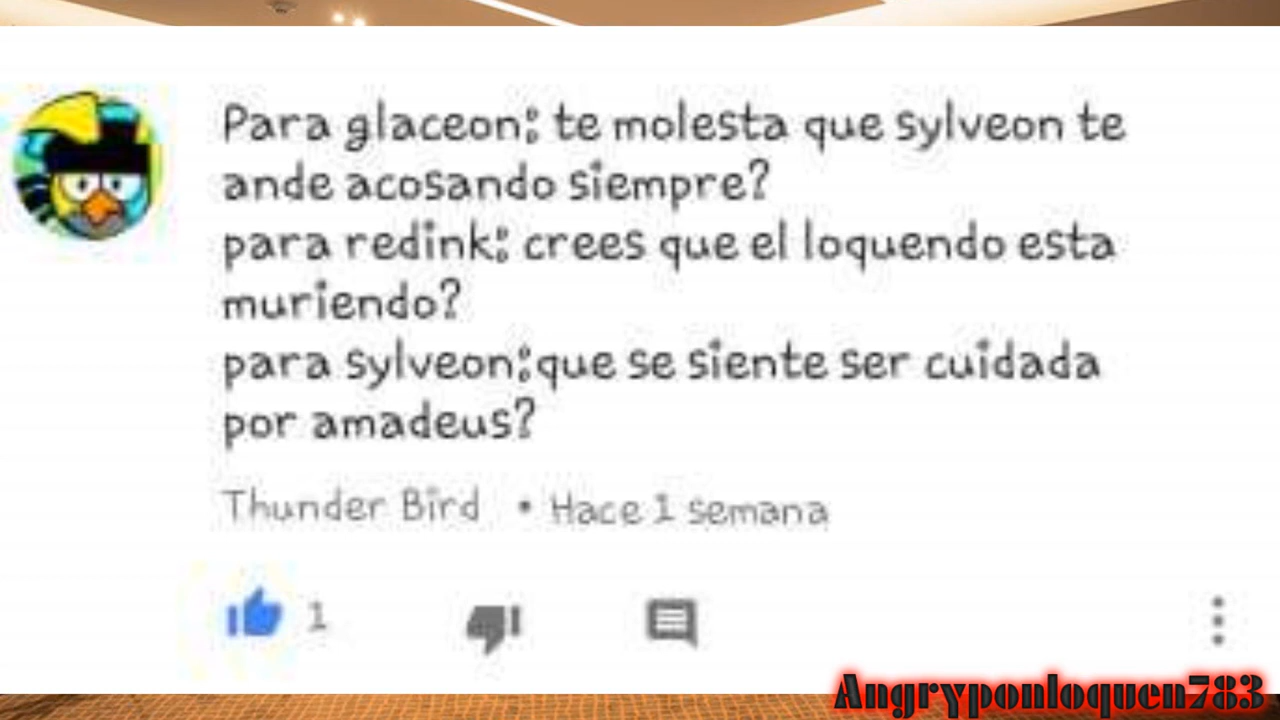 Para glaceon: te molesta que sylveon te
ande acosando siempre?
para redink: crees que el loquendo esta
muriendo?
para sylveon:que se siente ser cuidada
por amadeus?
Thunder Bird • Hace 1 semana
1
Angryponloquen783